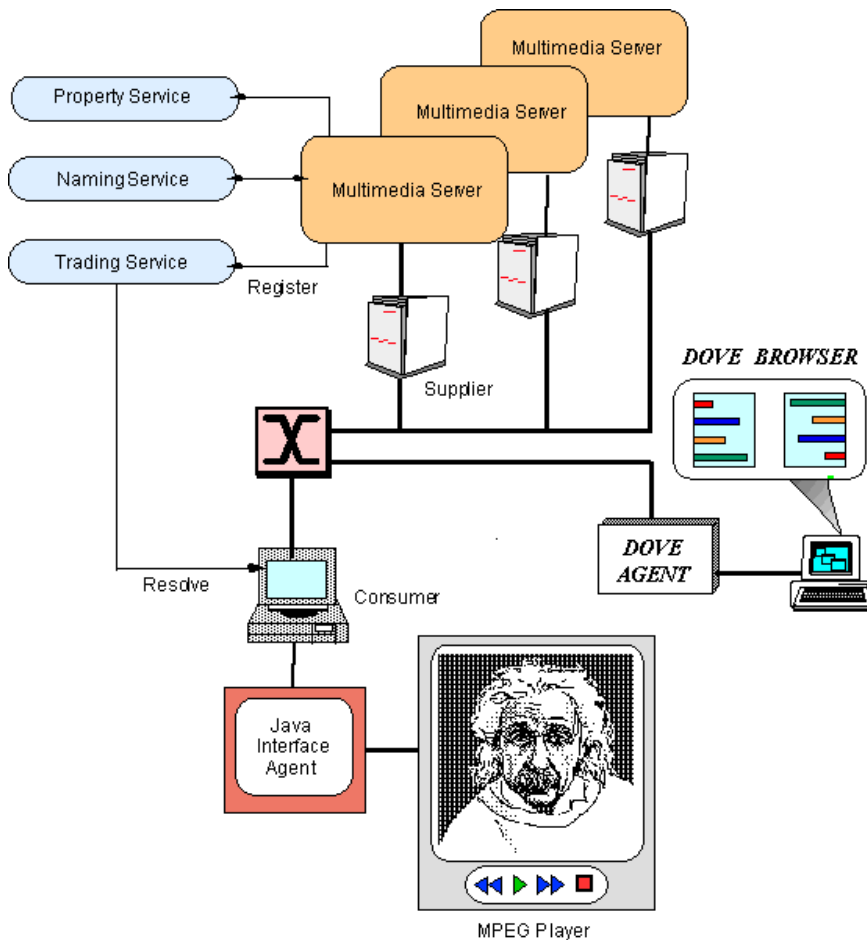 Multimedia Server
Property Service
Multimedia Server
Naming Service
Multimedia Server
Trading Service
Register
Supplier
DOVE BROWSER
DOVE
AGENT
Resolve
Consumer
Java
Interface
Agent
MPEG Player